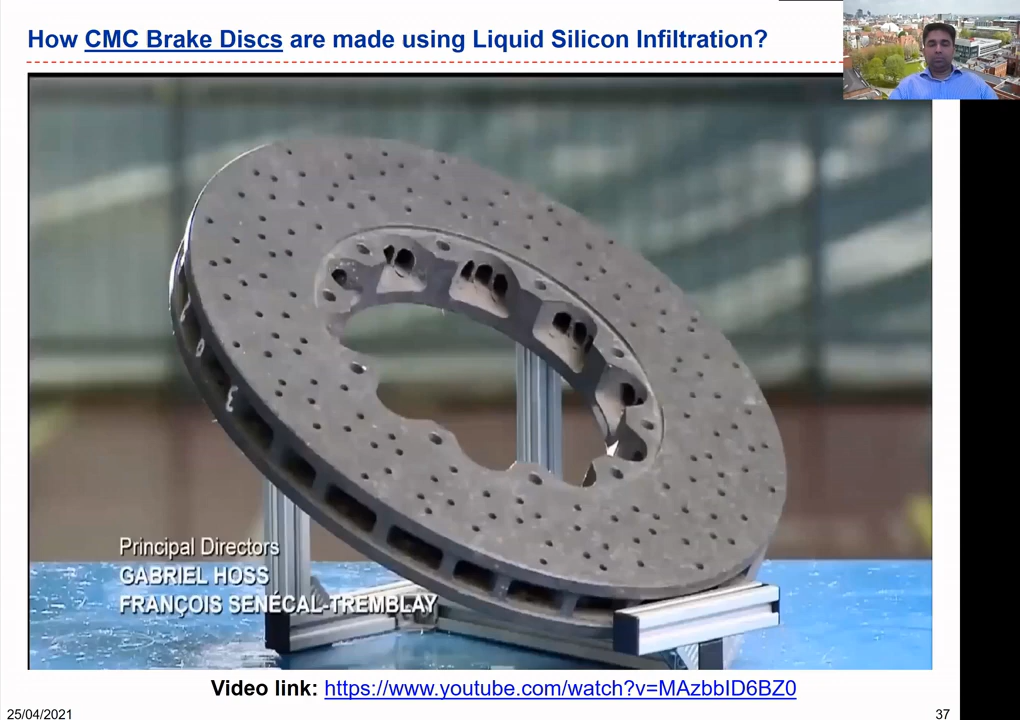 How CMC Brake Discs are made using Liquid Silicon Infiltration?
Principal Directors
GABRIEL HOSS
FRANÇOIS SENÉCAL-TREMBLAY
Video link: https://www.youtube.com/watch?v=MAzbbID6BZ0
25/04/2021
37